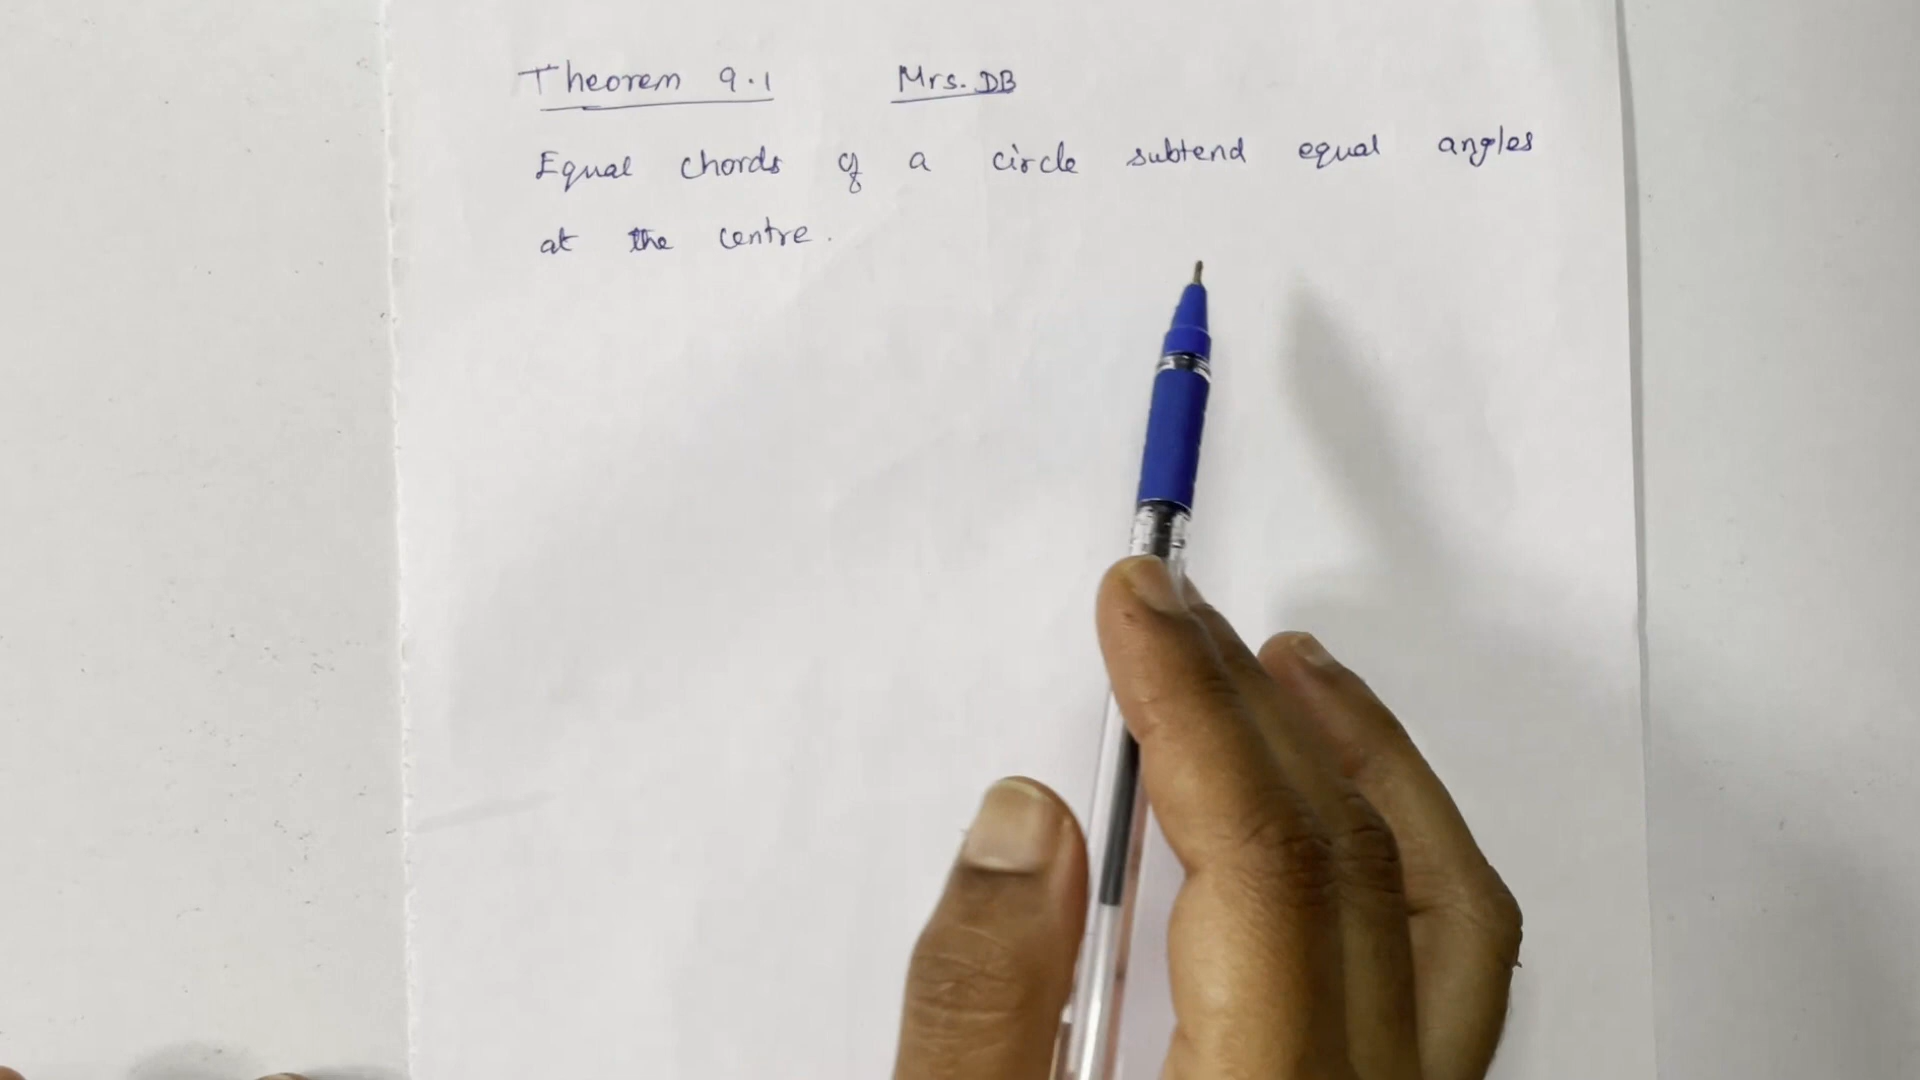 Theorem 9.1 Mrs. DB
Equal chords of a circle subtend equal angles
at the centre.